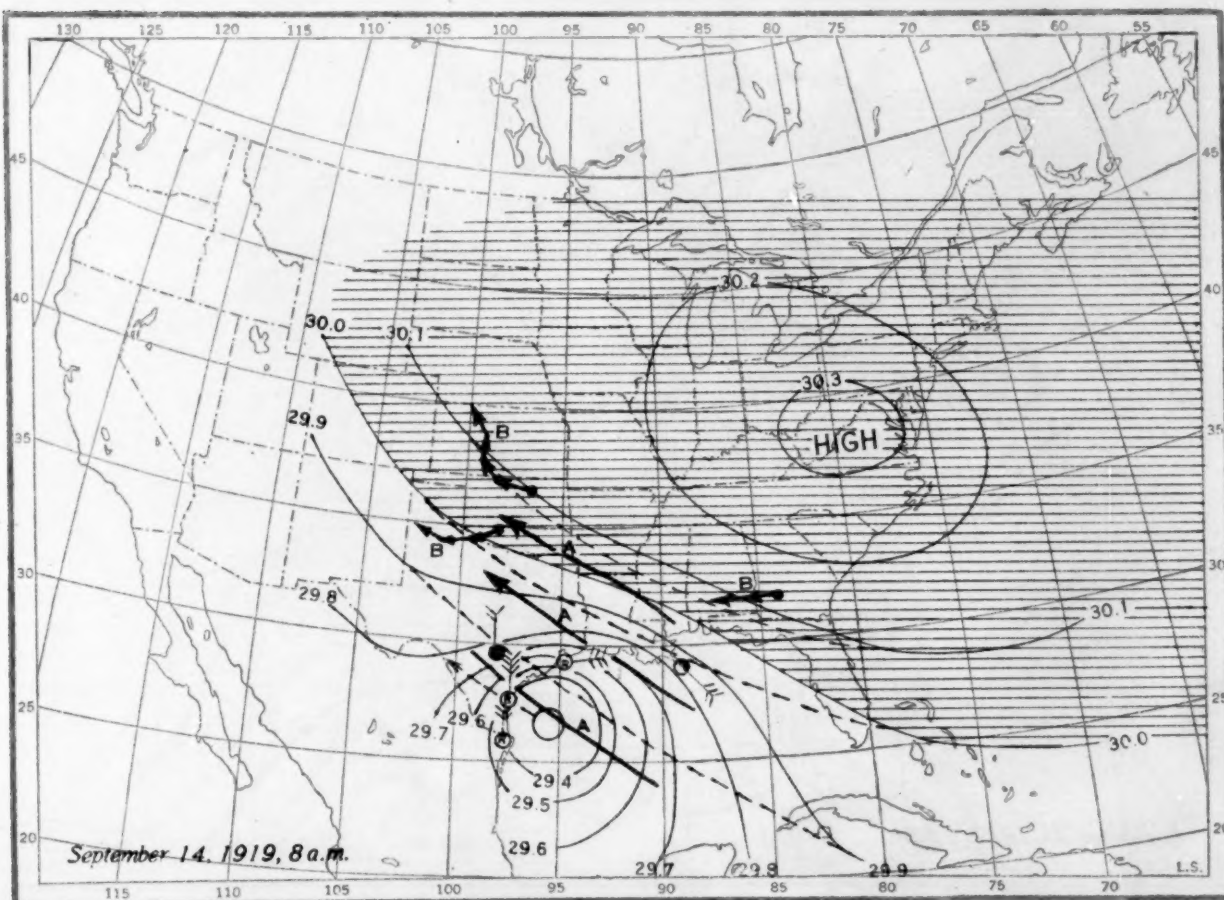 130 125 120 115 110 105 100 95 90 85 80 75 70 65 60 55
45 45
30.2
40 40
30.0 30.1
30.3
29.9 B HIGH
35 35
A
B B
30 30
29.8 A 30.1
R
29.6 R A
29.7 R 30.0
25 25
29.4
29.5
29.6
20 September 14, 1919, 8 a.m. 29.7 29.8 29.9 L.S. 20
115 110 105 100 95 90 85 80 75 70